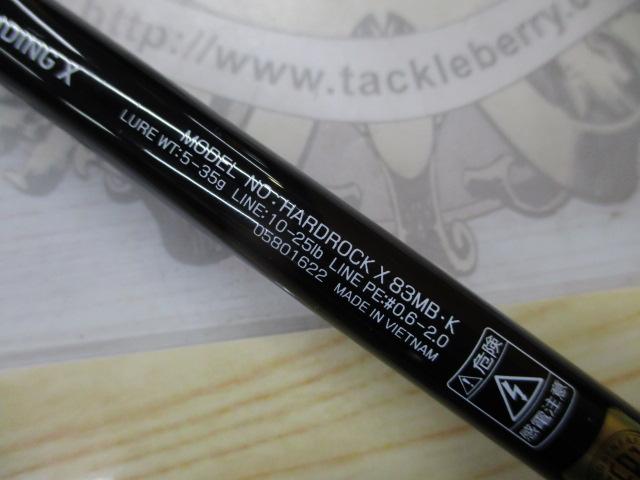 http://www.tackleberry.
ADING X
MODEL NO.:HARDROCK X 83MB·K
LURE WT:5-35g LINE:10-25lb LINE PE:#0.6-2.0
05801622 MADE IN VIETNAM
危険
感電注意